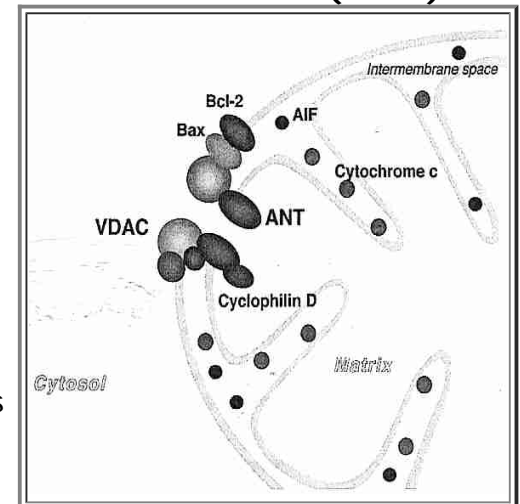 Intermembrane space
Bcl-2
AIF
Bax
Cytochrome c
ANT
VDAC
Cyclophilin D
Matrix
Cytosol
s